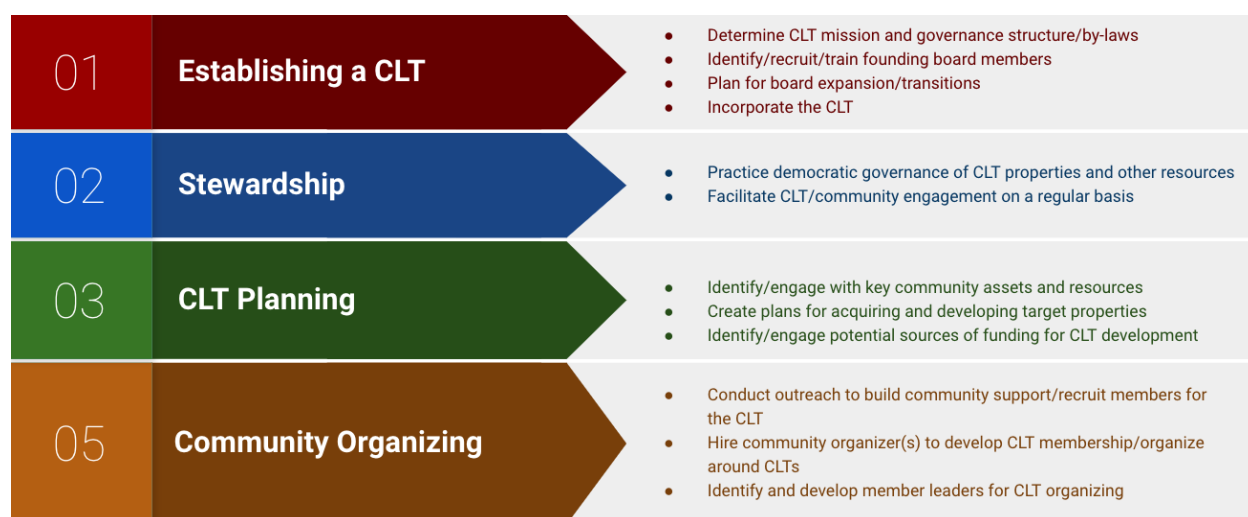 01
Establishing a CLT
● Determine CLT mission and governance structure/by-laws
● Identify/recruit/train founding board members
● Plan for board expansion/transitions
● Incorporate the CLT
02
Stewardship
● Practice democratic governance of CLT properties and other resources
● Facilitate CLT/community engagement on a regular basis
03
CLT Planning
● Identify/engage with key community assets and resources
● Create plans for acquiring and developing target properties
● Identify/engage potential sources of funding for CLT development
05
Community Organizing
● Conduct outreach to build community support/recruit members for
the CLT
● Hire community organizer(s) to develop CLT membership/organize
around CLTs
● Identify and develop member leaders for CLT organizing